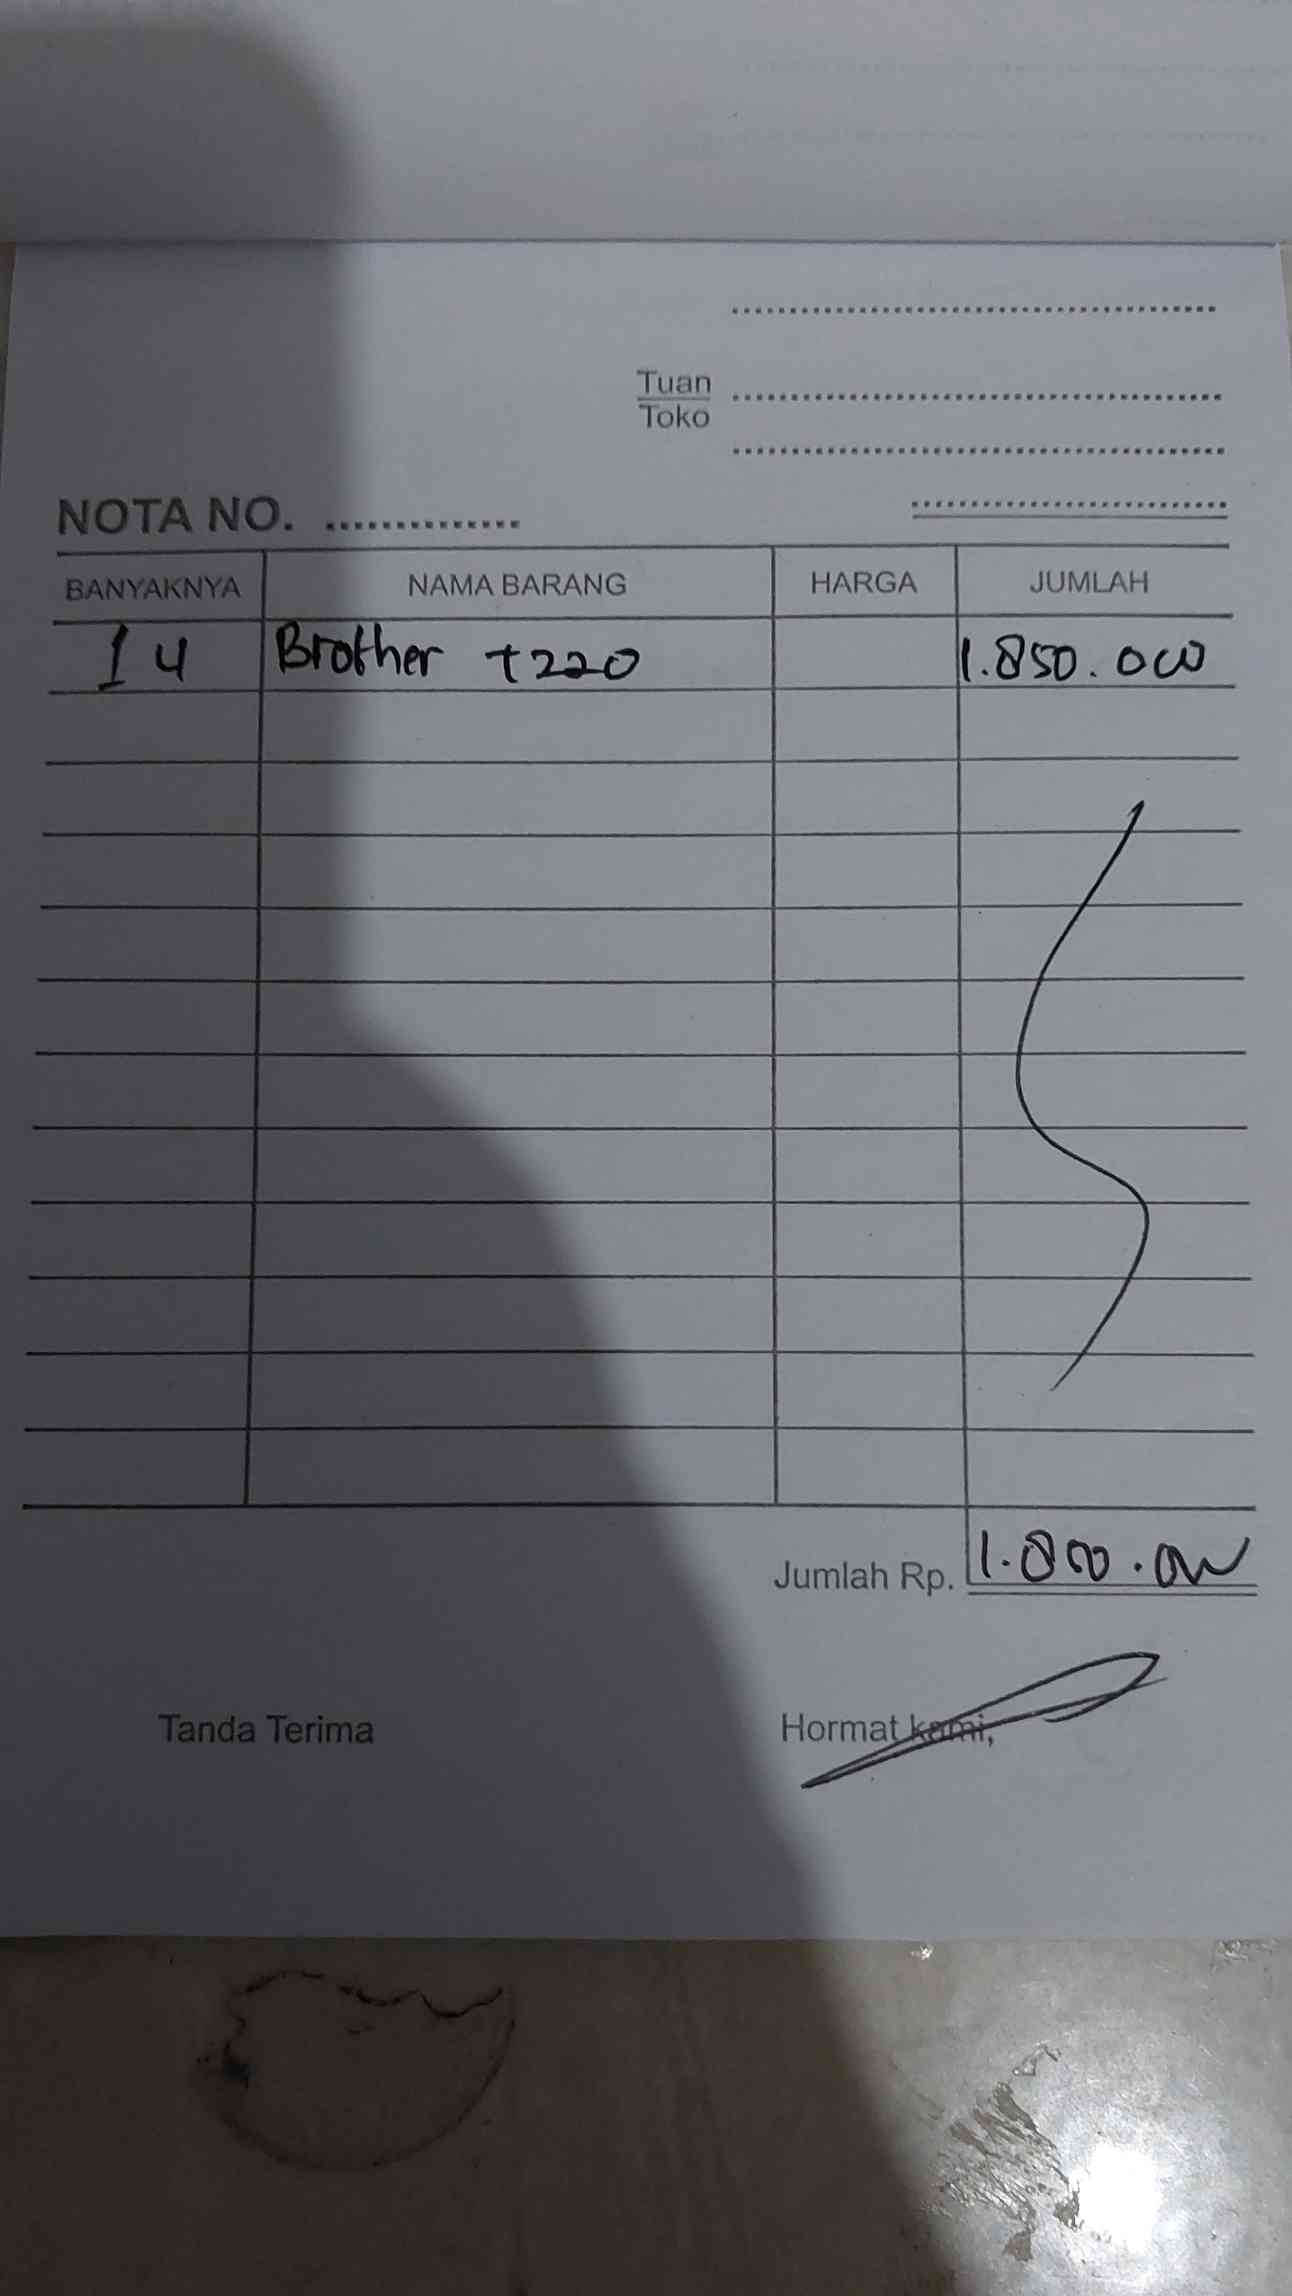 Tuan
Toko
NOTA NO.
BANYAKNYA NAMA BARANG HARGA JUMLAH
1 u Brother T220 1.850.000
Jumlah Rp. 1.800.000
Tanda Terima Hormat kami,